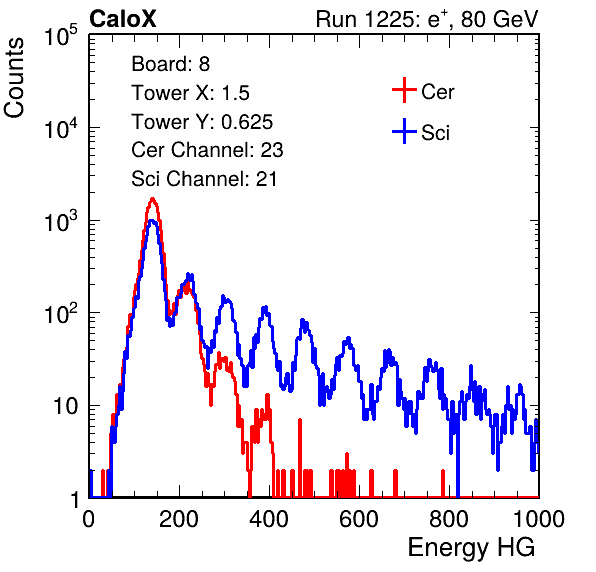 CaloX Run 1225: e⁺, 80 GeV
Board: 8
Tower X: 1.5
Tower Y: 0.625
Cer Channel: 23
Sci Channel: 21
Cer
Sci
Counts
10⁵
10⁴
10³
10²
10
1
0 200 400 600 800 1000
Energy HG